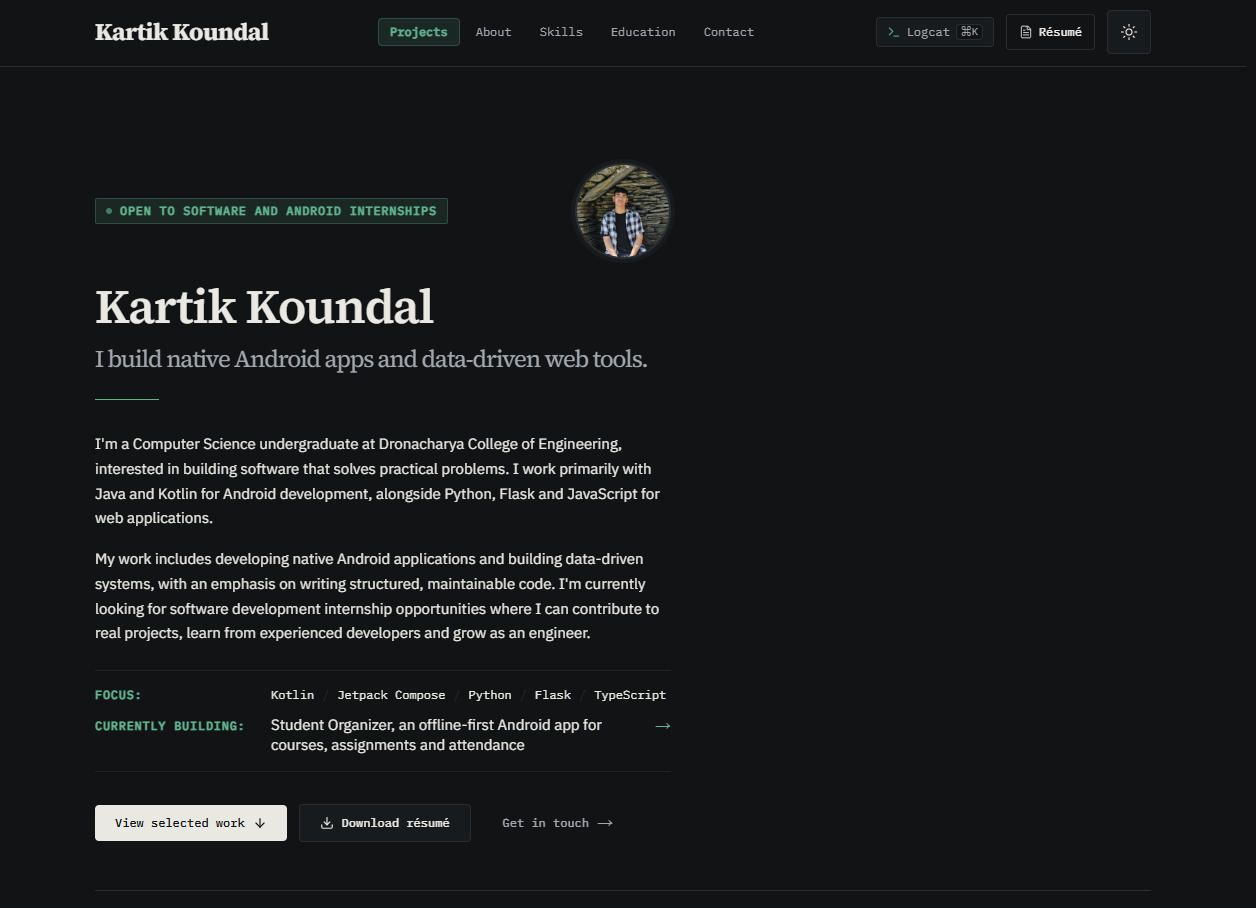 Kartik Koundal
Projects About Skills Education Contact
Logcat ⌘K
Résumé
OPEN TO SOFTWARE AND ANDROID INTERNSHIPS
Kartik Koundal
I build native Android apps and data-driven web tools.
I'm a Computer Science undergraduate at Dronacharya College of Engineering,
interested in building software that solves practical problems. I work primarily with
Java and Kotlin for Android development, alongside Python, Flask and JavaScript for
web applications.
My work includes developing native Android applications and building data-driven
systems, with an emphasis on writing structured, maintainable code. I'm currently
looking for software development internship opportunities where I can contribute to
real projects, learn from experienced developers and grow as an engineer.
FOCUS: Kotlin / Jetpack Compose / Python / Flask / TypeScript
CURRENTLY BUILDING: Student Organizer, an offline-first Android app for
courses, assignments and attendance →
View selected work ↓
Download résumé
Get in touch →